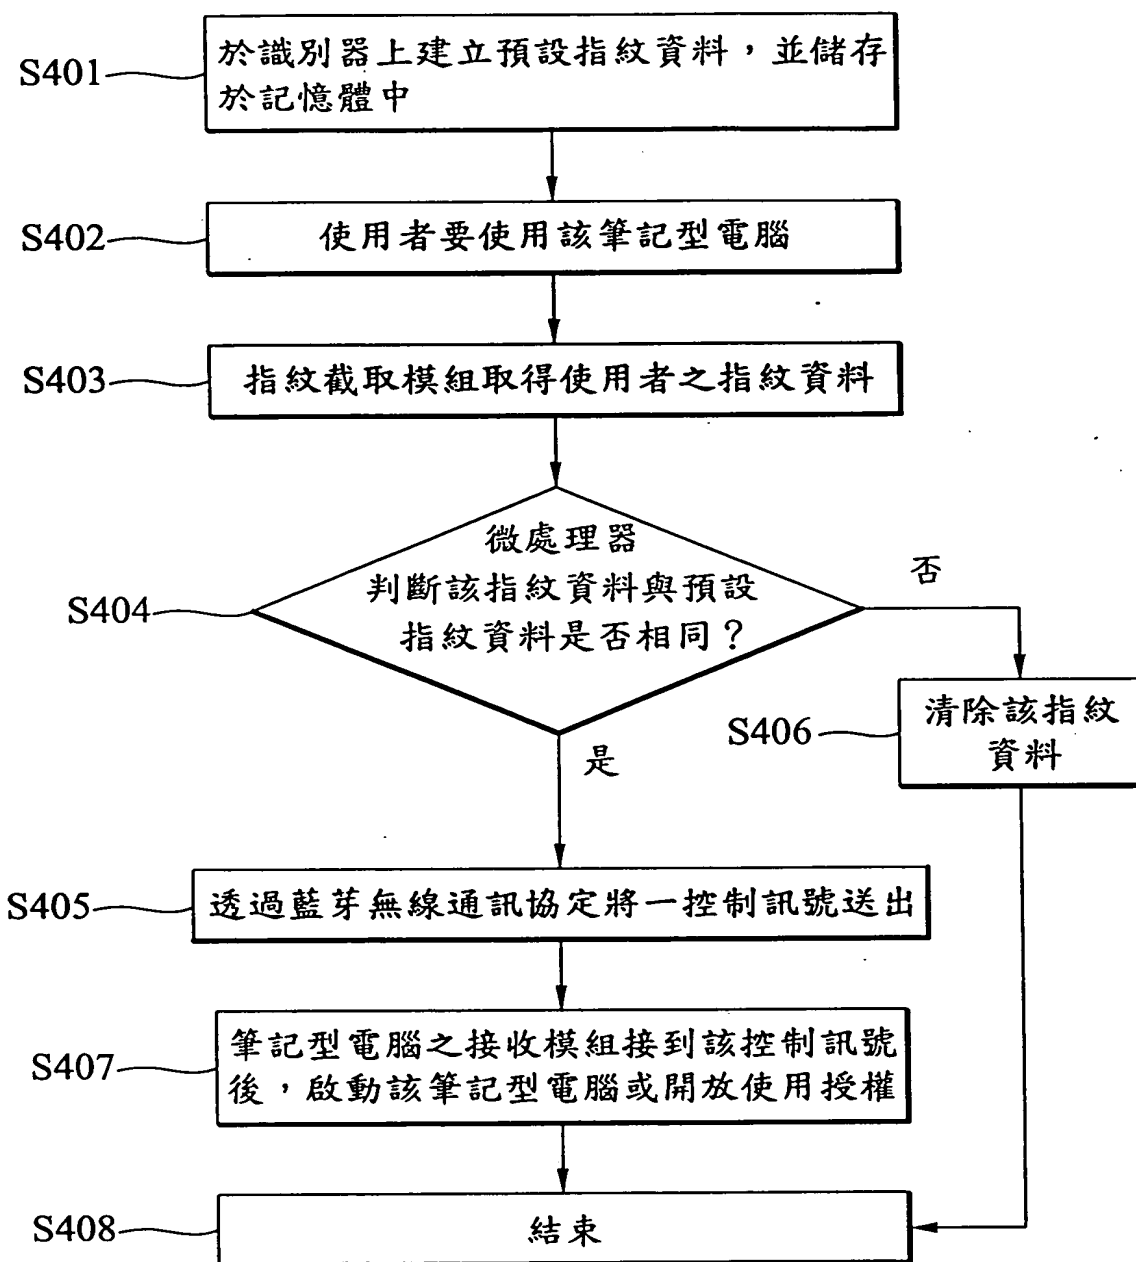 S401
於識別器上建立預設指紋資料，並儲存
於記憶體中
S402
使用者要使用該筆記型電腦
S403
指紋截取模組取得使用者之指紋資料
S404
微處理器
判斷該指紋資料與預設
指紋資料是否相同？
否
S406
清除該指紋
資料
是
S405
透過藍芽無線通訊協定將一控制訊號送出
S407
筆記型電腦之接收模組接到該控制訊號
後，啟動該筆記型電腦或開放使用授權
S408
結束